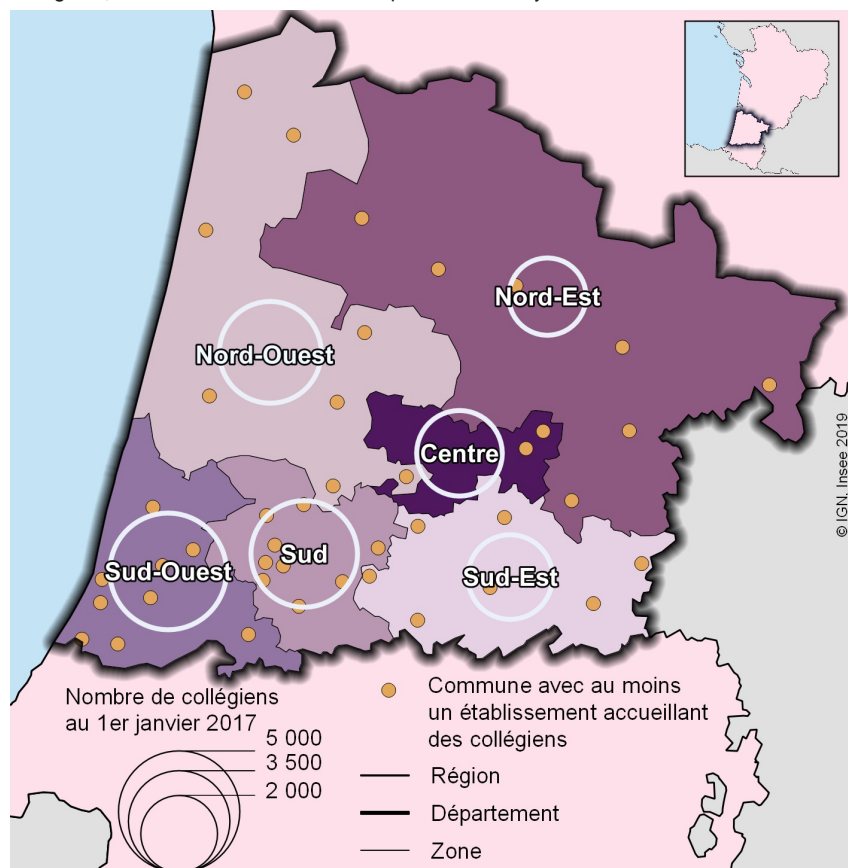 Nord-Est
Nord-Ouest
Centre
Sud
Sud-Ouest
Sud-Est
© IGN, Insee 2019
Nombre de collégiens
au 1er janvier 2017
5 000
3 500
2 000
Commune avec au moins
un établissement accueillant
des collégiens
Région
Département
Zone